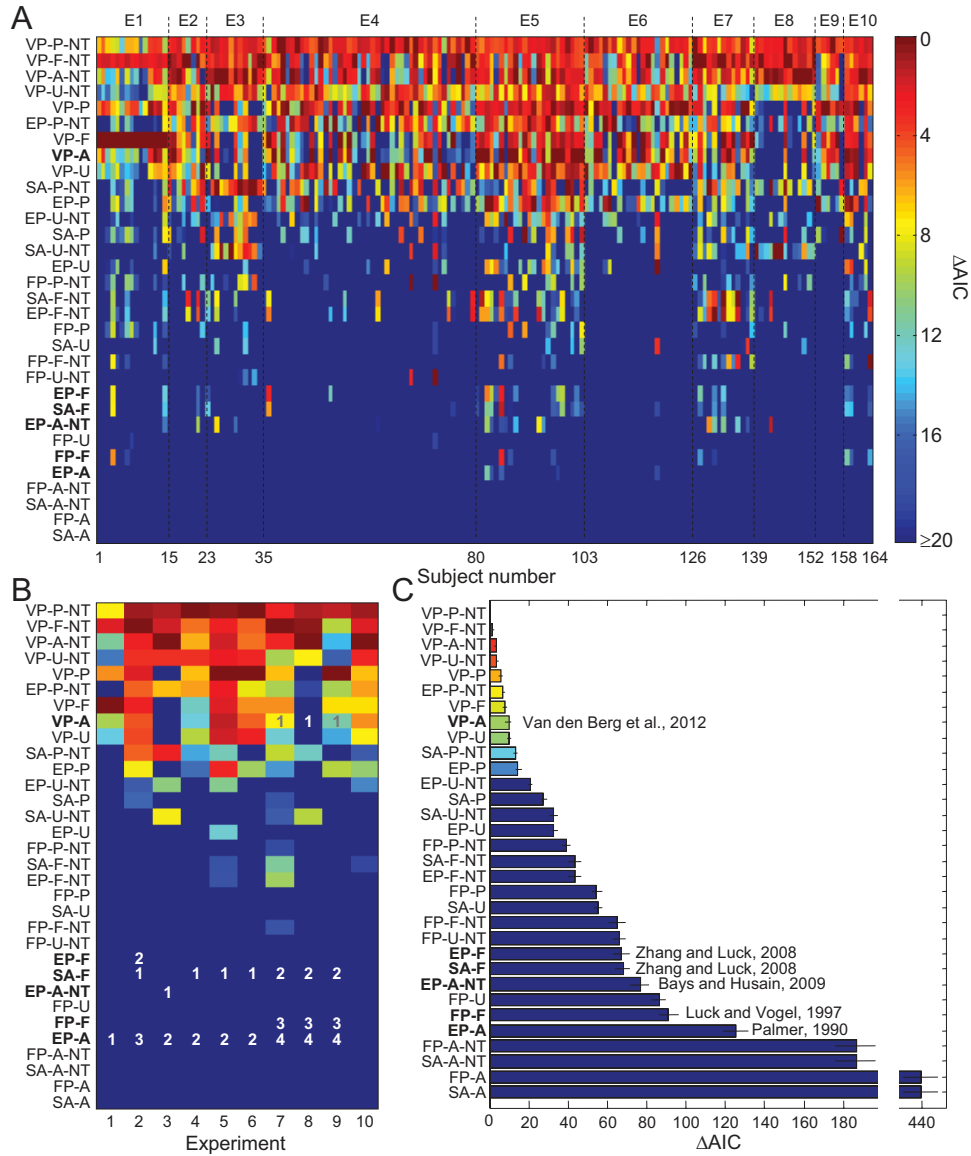 A
E1 E2 E3 E4 E5 E6 E7 E8 E9 E10
VP-P-NT
VP-F-NT
VP-A-NT
VP-U-NT
VP-P
EP-P-NT
VP-F
VP-A
VP-U
SA-P-NT
EP-P
EP-U-NT
SA-P
SA-U-NT
EP-U
FP-P-NT
SA-F-NT
EP-F-NT
FP-P
SA-U
FP-F-NT
FP-U-NT
EP-F
SA-F
EP-A-NT
FP-U
FP-F
EP-A
FP-A-NT
SA-A-NT
FP-A
SA-A
1 15 23 35 80 103 126 139 152 158 164
Subject number
0
4
8
12
16
≥20
ΔAIC
B
VP-P-NT
VP-F-NT
VP-A-NT
VP-U-NT
VP-P
EP-P-NT
VP-F
VP-A 1 1 1
VP-U
SA-P-NT
EP-P
EP-U-NT
SA-P
SA-U-NT
EP-U
FP-P-NT
SA-F-NT
EP-F-NT
FP-P
SA-U
FP-F-NT
FP-U-NT
EP-F 2
SA-F 1 1 1 1 2 2 2
EP-A-NT 1
FP-U
FP-F 3 3 3
EP-A 1 3 2 2 2 2 4 4 4
FP-A-NT
SA-A-NT
FP-A
SA-A
1 2 3 4 5 6 7 8 9 10
Experiment
C
0 20 40 60 80 100 120 140 160 180 440
VP-P-NT
VP-F-NT
VP-A-NT
VP-U-NT
VP-P
EP-P-NT
VP-F
VP-A Van den Berg et al., 2012
VP-U
SA-P-NT
EP-P
EP-U-NT
SA-P
SA-U-NT
EP-U
FP-P-NT
SA-F-NT
EP-F-NT
FP-P
SA-U
FP-F-NT
FP-U-NT
EP-F Zhang and Luck, 2008
SA-F Zhang and Luck, 2008
EP-A-NT Bays and Husain, 2009
FP-U
FP-F Luck and Vogel, 1997
EP-A Palmer, 1990
FP-A-NT
SA-A-NT
FP-A
SA-A
0 20 40 60 80 100 120 140 160 180 440
ΔAIC